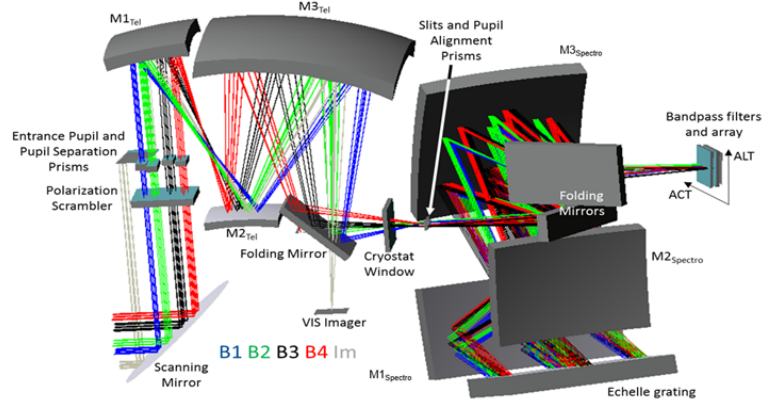 M1Tel
M3Tel
Slits and Pupil
Alignment
Prisms
M3Spectro
Bandpass filters
and array
ALT
ACT
Entrance Pupil and
Pupil Separation
Prisms
Polarization
Scrambler
Folding
Mirrors
M2Tel
Folding Mirror
Cryostat
Window
M2Spectro
VIS Imager
B1 B2 B3 B4 Im
Scanning
Mirror
M1Spectro
Echelle grating